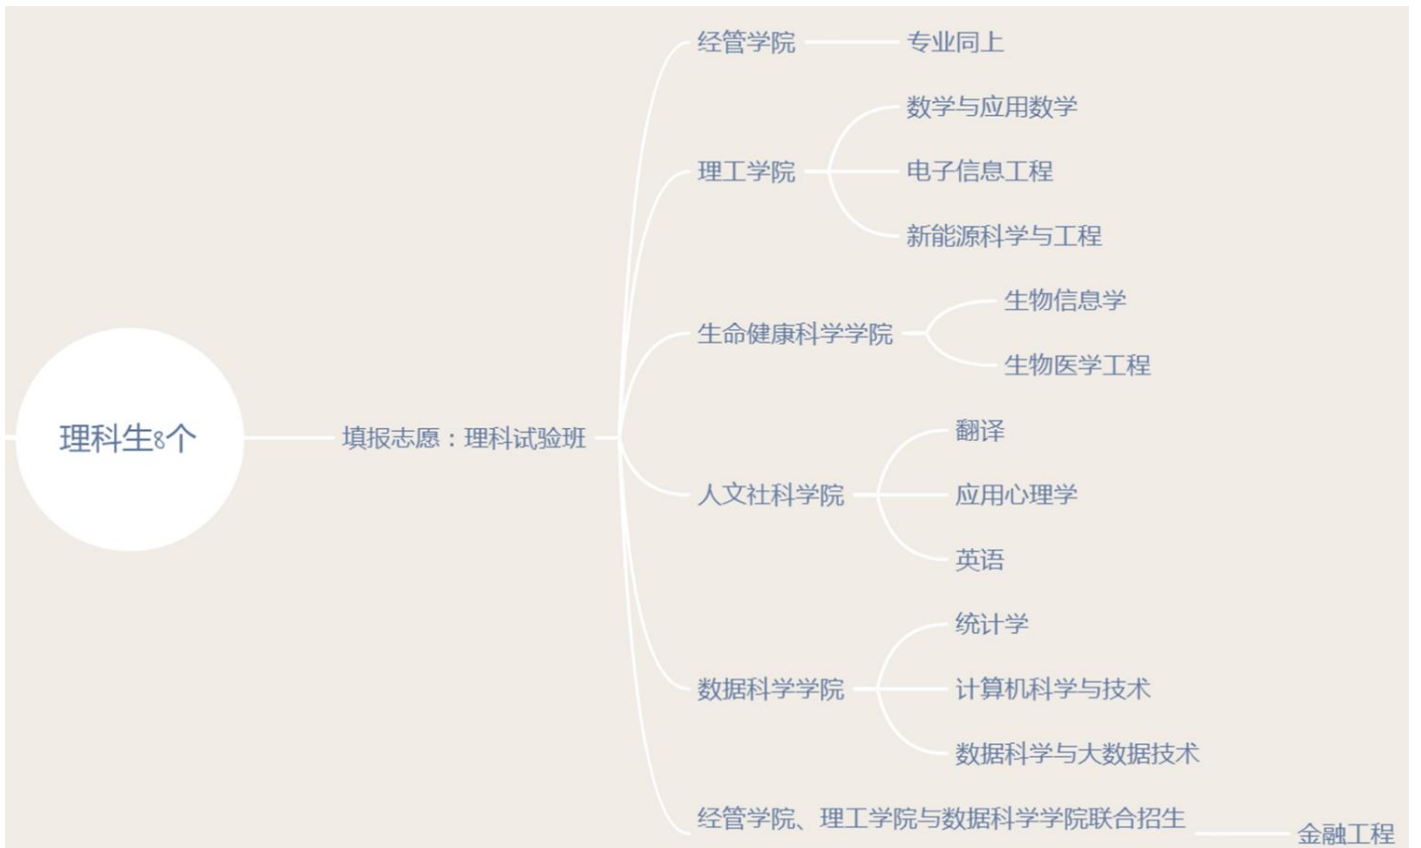 经管学院
专业同上
数学与应用数学
理工学院
电子信息工程
新能源科学与工程
生物信息学
生命健康科学学院
生物医学工程
理科生8个
填报志愿：理科试验班
翻译
人文社科学院
应用心理学
英语
统计学
数据科学学院
计算机科学与技术
数据科学与大数据技术
经管学院、理工学院与数据科学学院联合招生
金融工程